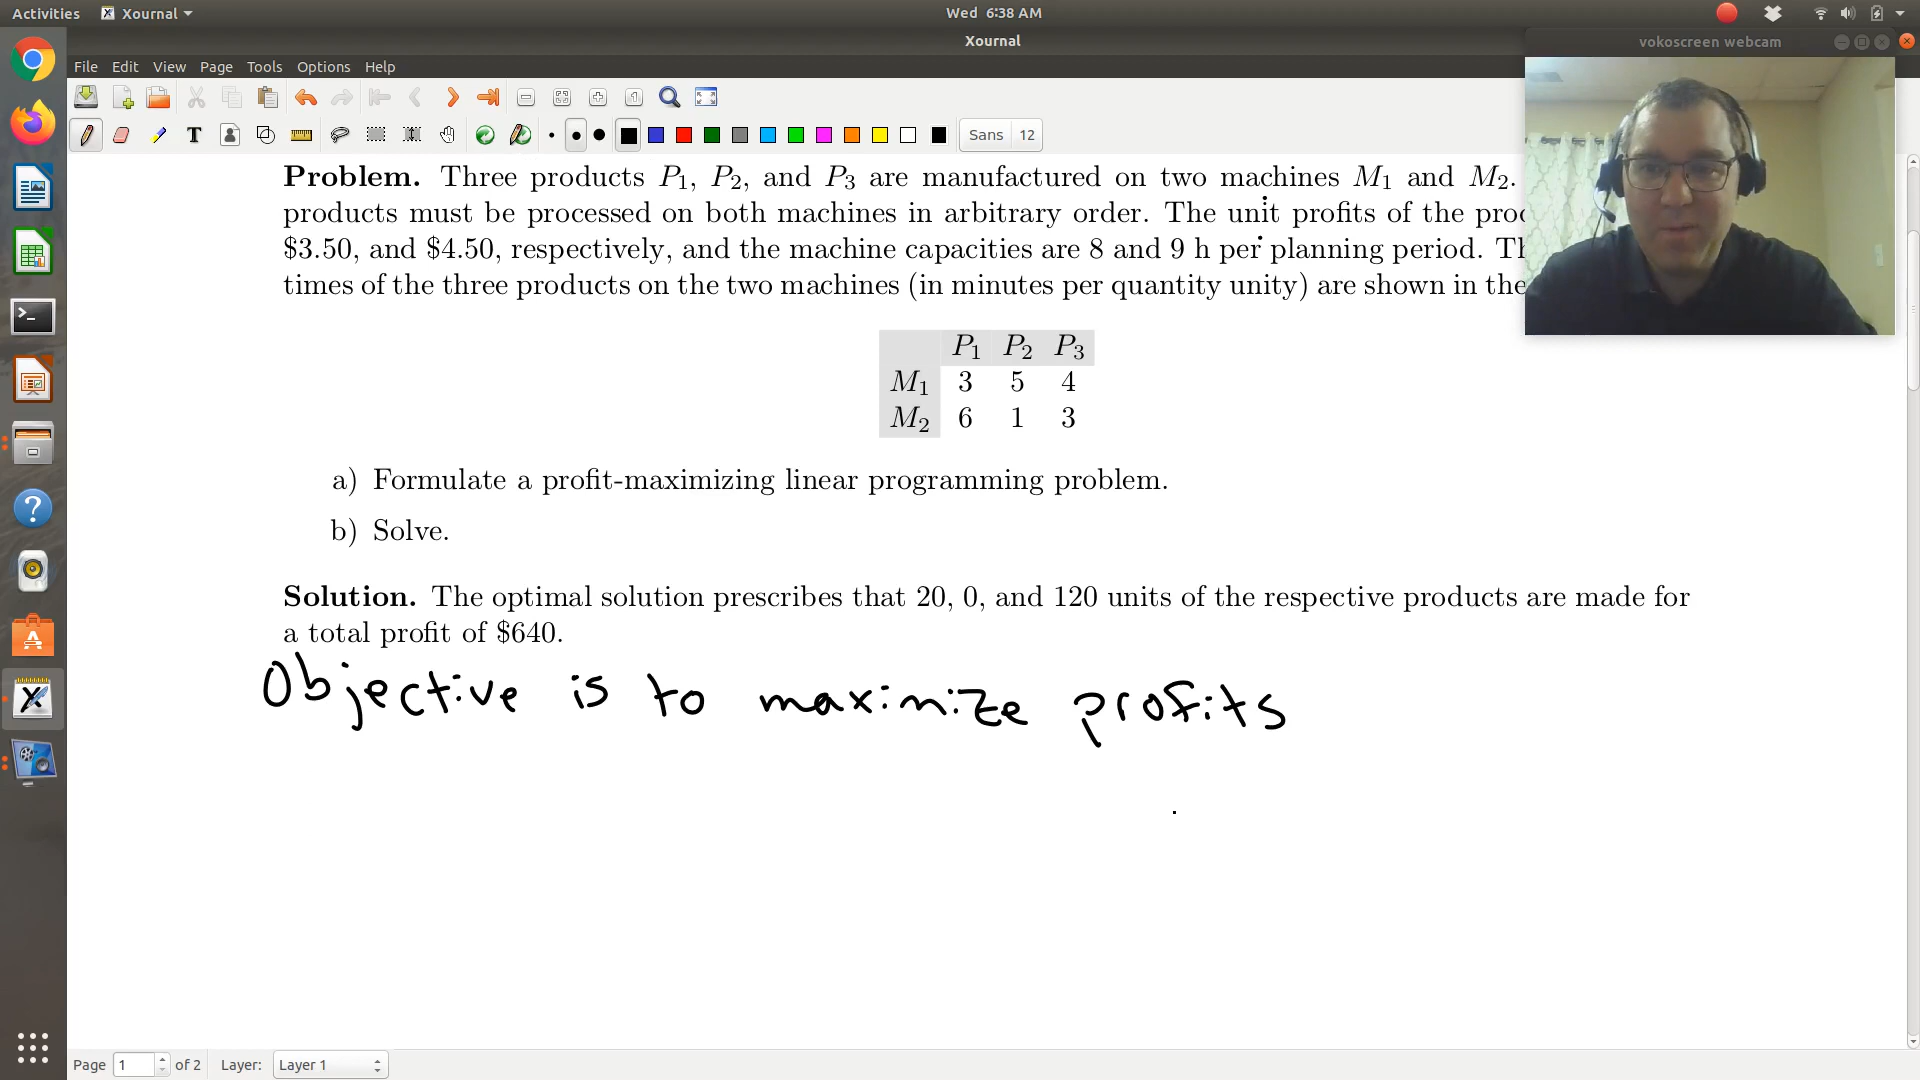 Activities Xournal Wed 6:38 AM
Xournal
vokoscreen webcam
File Edit View Page Tools Options Help
T Sans 12
Problem. Three products P₁, P₂, and P₃ are manufactured on two machines M₁ and M₂.
products must be processed on both machines in arbitrary order. The unit profits of the
$3.50, and $4.50, respectively, and the machine capacities are 8 and 9 h per planning period.
times of the three products on the two machines (in minutes per quantity unity) are shown in the
P₁ P₂ P₃
M₁ 3 5 4
M₂ 6 1 3
a) Formulate a profit-maximizing linear programming problem.
b) Solve.
Solution. The optimal solution prescribes that 20, 0, and 120 units of the respective products are made for
a total profit of $640.
Objective is to maximize profits
Page 1 of 2 Layer: Layer 1